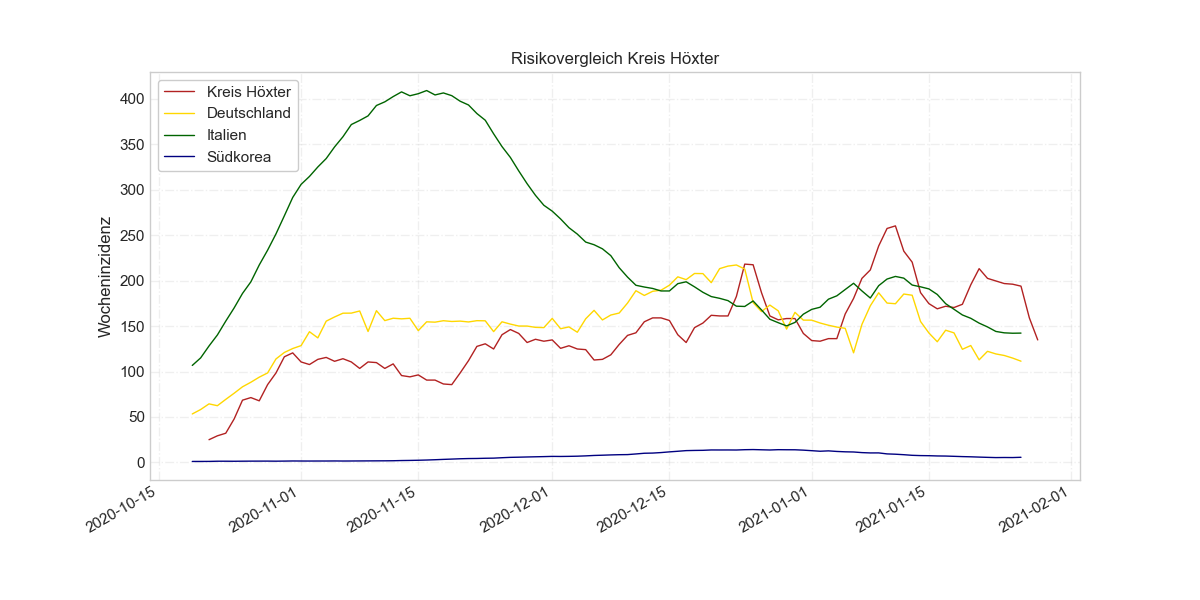 Risikovergleich Kreis Höxter
Kreis Höxter
Deutschland
Italien
Südkorea
Wocheninzidenz
400
350
300
250
200
150
100
50
0
2020-10-15
2020-11-01
2020-11-15
2020-12-01
2020-12-15
2021-01-01
2021-01-15
2021-02-01